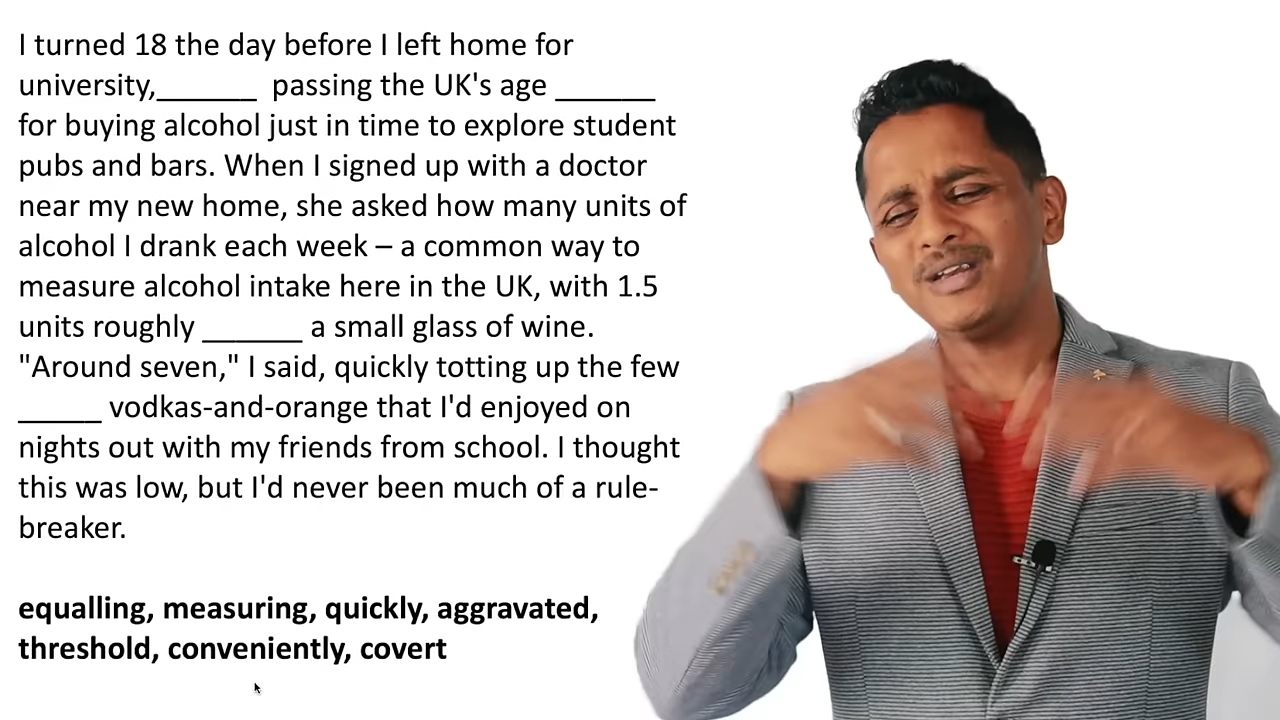 I turned 18 the day before I left home for
university,______ passing the UK's age ______
for buying alcohol just in time to explore student
pubs and bars. When I signed up with a doctor
near my new home, she asked how many units of
alcohol I drank each week – a common way to
measure alcohol intake here in the UK, with 1.5
units roughly ______ a small glass of wine.
"Around seven," I said, quickly totting up the few
_____ vodkas-and-orange that I'd enjoyed on
nights out with my friends from school. I thought
this was low, but I'd never been much of a rule-
breaker.
equalling, measuring, quickly, aggravated,
threshold, conveniently, covert